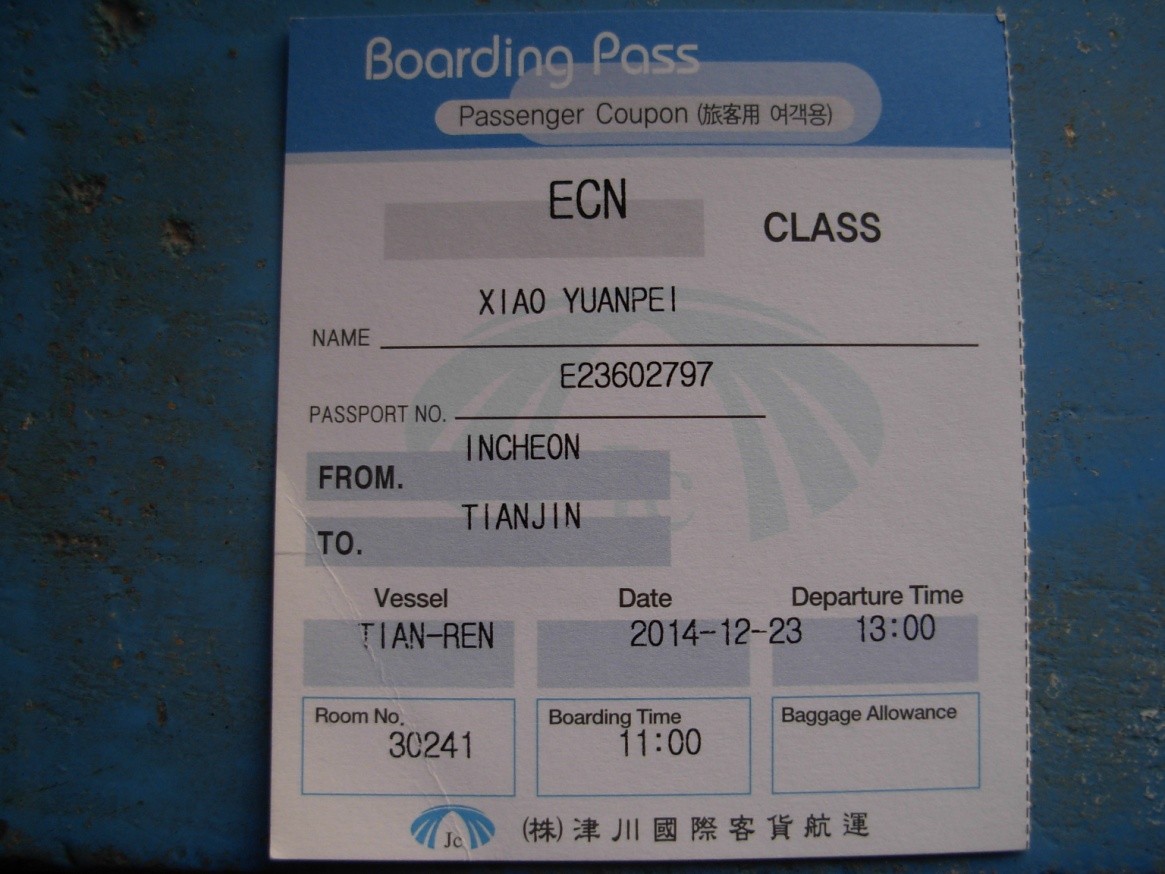 Boarding Pass
Passenger Coupon (旅客用 여객용)
ECN CLASS
XIAO YUANPEI
NAME
E23602797
PASSPORT NO.
INCHEON
FROM.
TIANJIN
TO.
Vessel Date Departure Time
TIAN-REN 2014-12-23 13:00
Room No. Boarding Time Baggage Allowance
30241 11:00
Jc (株) 津川國際客貨航運